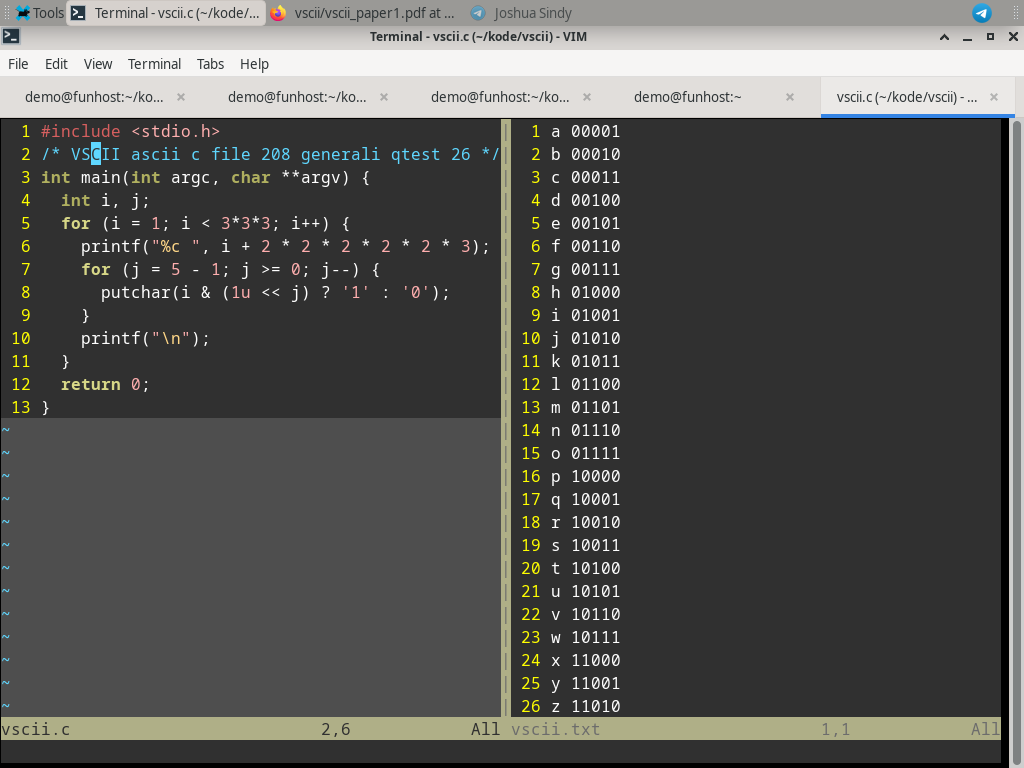 Tools Terminal - vscii.c (~/kode/... vscii/vscii_paper1.pdf at ... Joshua Sindy
Terminal - vscii.c (~/kode/vscii) - VIM
File Edit View Terminal Tabs Help
demo@funhost:~/ko... × demo@funhost:~/ko... × demo@funhost:~/ko... × demo@funhost:~ × vscii.c (~/kode/vscii) - ... ×
1 #include <stdio.h>
2 /* VSCII ascii c file 208 generali qtest 26 */
3 int main(int argc, char **argv) {
4   int i, j;
5   for (i = 1; i < 3*3*3; i++) {
6     printf("%c ", i + 2 * 2 * 2 * 2 * 2 * 3);
7     for (j = 5 - 1; j >= 0; j--) {
8       putchar(i & (1u << j) ? '1' : '0');
9     }
10     printf("\n");
11   }
12   return 0;
13 }
~
~
~
~
~
~
~
~
~
~
~
~
~
vscii.c 2,6 All
1 a 00001
2 b 00010
3 c 00011
4 d 00100
5 e 00101
6 f 00110
7 g 00111
8 h 01000
9 i 01001
10 j 01010
11 k 01011
12 l 01100
13 m 01101
14 n 01110
15 o 01111
16 p 10000
17 q 10001
18 r 10010
19 s 10011
20 t 10100
21 u 10101
22 v 10110
23 w 10111
24 x 11000
25 y 11001
26 z 11010
vscii.txt 1,1 All